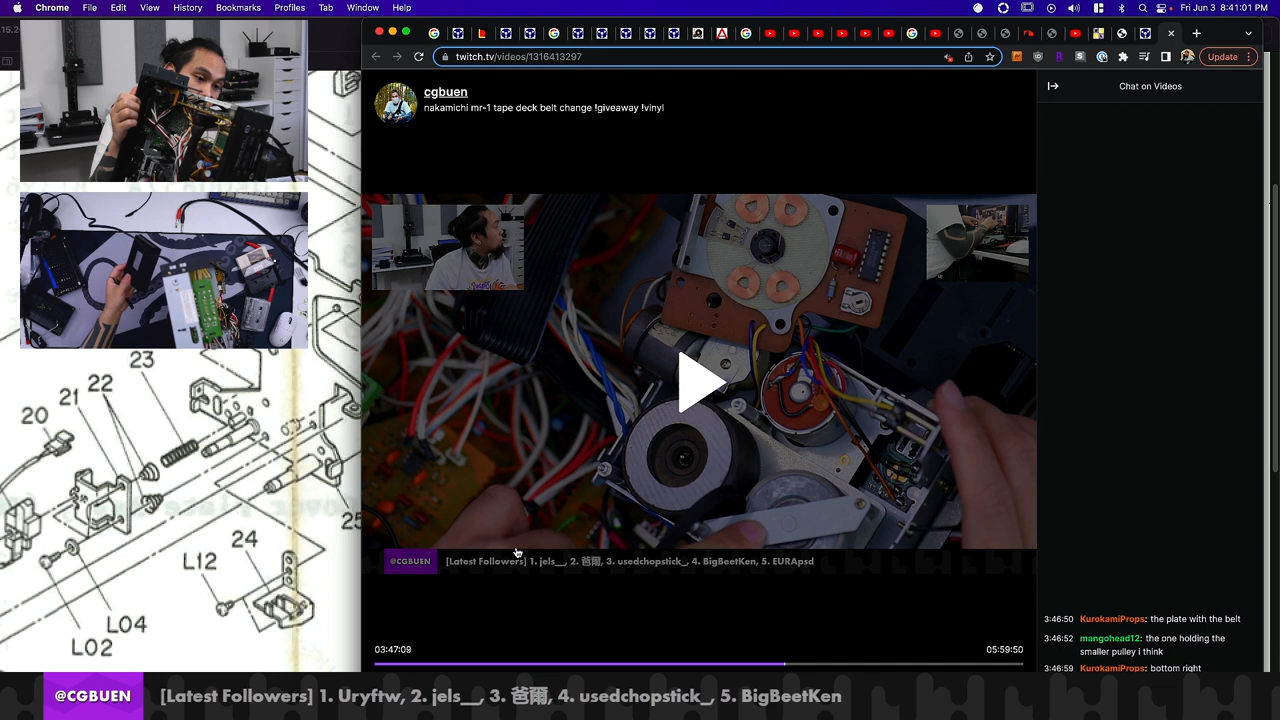 Chrome File Edit View History Bookmarks Profiles Tab Window Help
Fri Jun 3 8:41:01 PM
twitch.tv/videos/1316413297
Update
cgbuen
nakamichi mr-1 tape deck belt change !giveaway !vinyl
Chat on Videos
23
22
21
20
25
24
L12
L04
L02
@CGBUEN [Latest Followers] 1. jels__, 2. 爸爾, 3. usedchopstick_, 4. BigBeetKen, 5. EURApsd
03:47:09
05:59:50
3:46:50 KurokamiProps: the plate with the belt
3:46:52 mangohead12: the one holding the
smaller pulley i think
3:46:59 KurokamiProps: bottom right
@CGBUEN [Latest Followers] 1. Uryftw, 2. jels__, 3. 爸爾, 4. usedchopstick_, 5. BigBeetKen